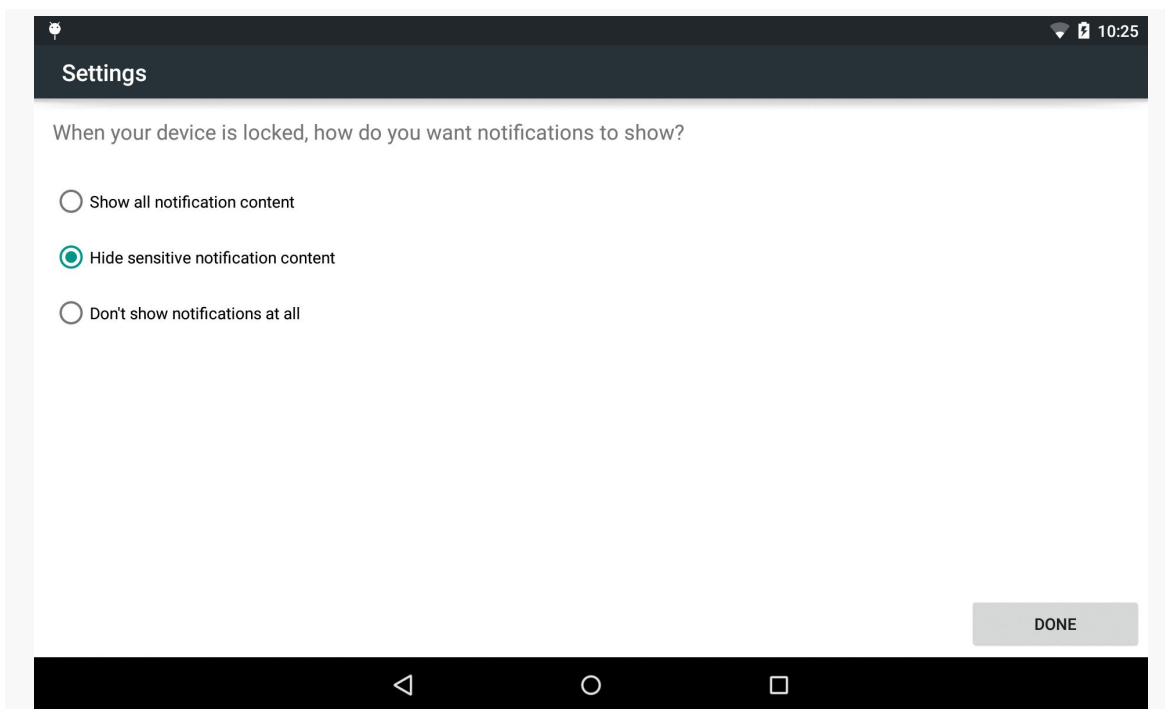 10:25
Settings
When your device is locked, how do you want notifications to show?
Show all notification content
Hide sensitive notification content
Don't show notifications at all
DONE